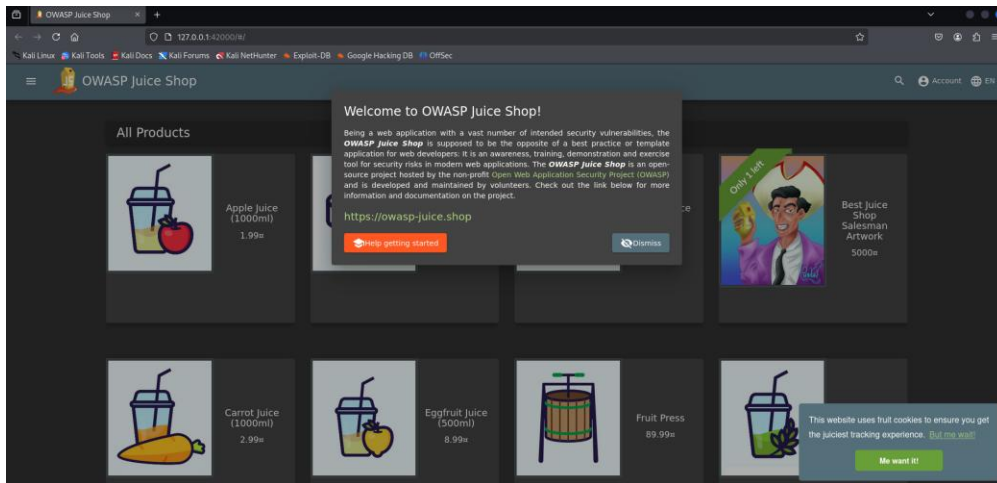 OWASP Juice Shop
127.0.0.1:42000/#/
Kali Linux Kali Tools Kali Docs Kali Forums Kali NetHunter Exploit-DB Google Hacking DB OffSec
OWASP Juice Shop
Account EN
Welcome to OWASP Juice Shop!
Being a web application with a vast number of intended security vulnerabilities, the
OWASP Juice Shop is supposed to be the opposite of a best practice or template
application for web developers: It is an awareness, training, demonstration and exercise
tool for security risks in modern web applications. The OWASP Juice Shop is an open-
source project hosted by the non-profit Open Web Application Security Project (OWASP)
and is developed and maintained by volunteers. Check out the link below for more
information and documentation on the project.
https://owasp-juice.shop
Help getting started
Dismiss
All Products
Apple Juice
(1000ml)
1.99¤
Only 1 left
Best Juice
Shop
Salesman
Artwork
5000¤
Carrot Juice
(1000ml)
2.99¤
Eggfruit Juice
(500ml)
8.99¤
Fruit Press
89.99¤
This website uses fruit cookies to ensure you get
the juiciest tracking experience. But me wait!
Me want it!